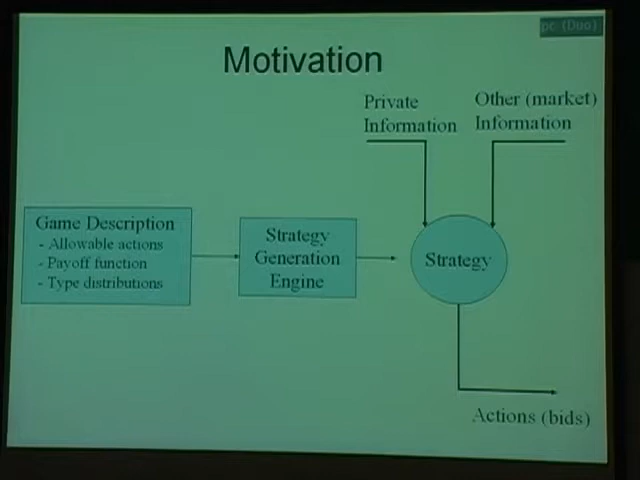 pc (Duo)
Motivation
Private
Information
Other (market)
Information
Game Description
- Allowable actions
- Payoff function
- Type distributions
Strategy
Generation
Engine
Strategy
Actions (bids)